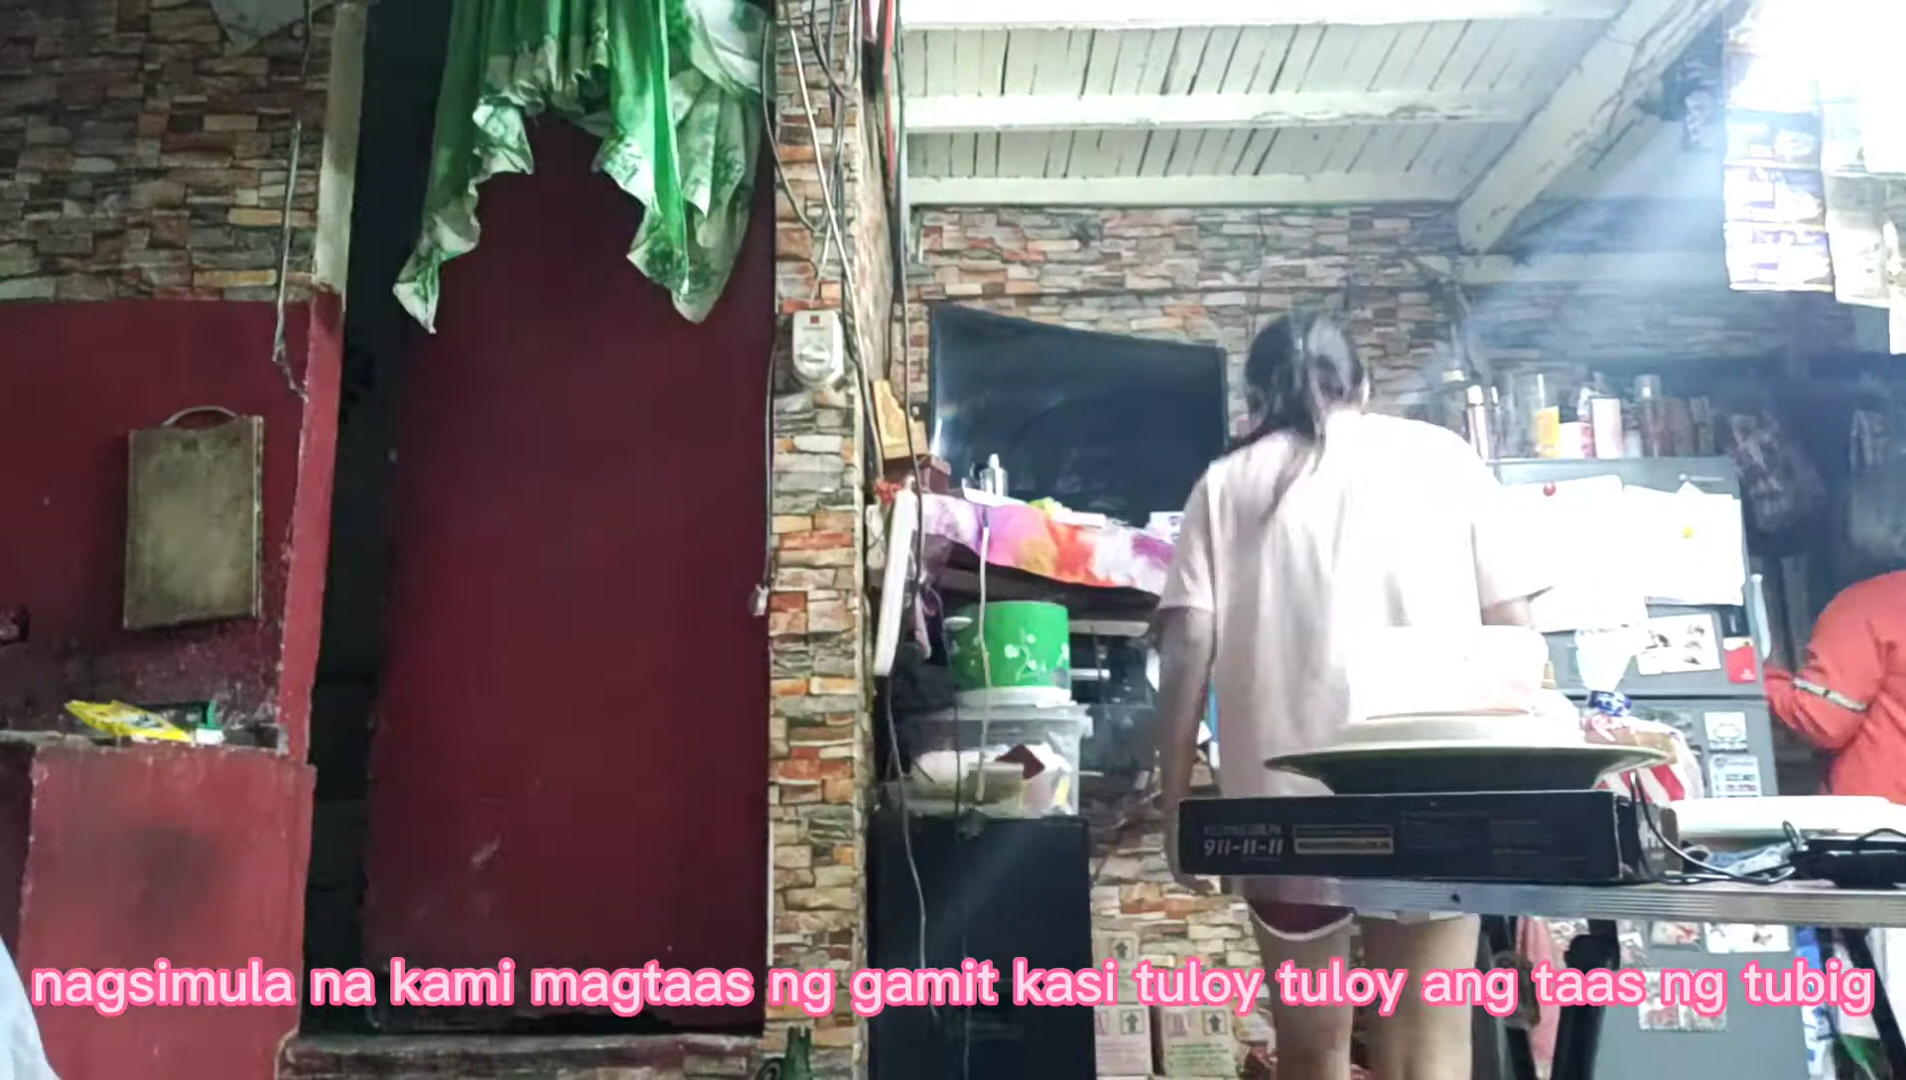 911-11-11
nagsimula na kami magtaas ng gamit kasi tuloy tuloy ang taas ng tubig